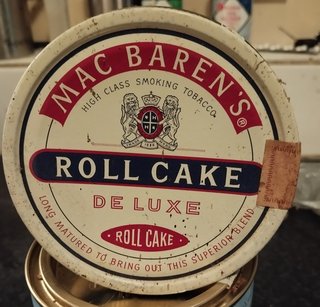 MAC BAREN'S®
HIGH CLASS SMOKING TOBACCO
ROLL CAKE
DE LUXE
· ROLL CAKE ·
LONG MATURED TO BRING OUT THIS SUPERIOR BLEND